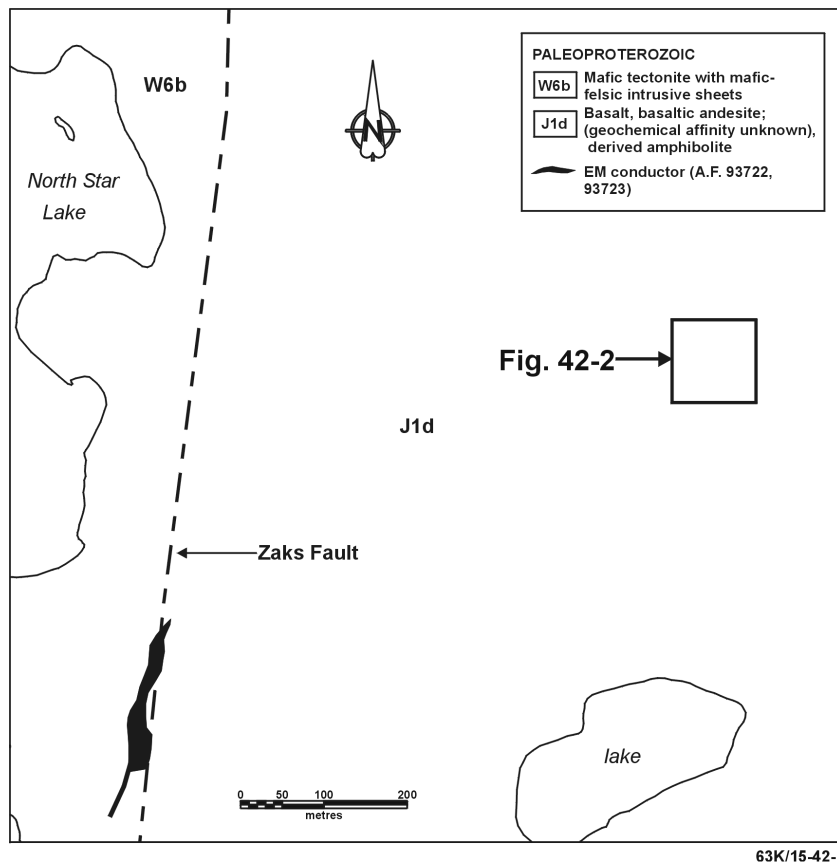 W6b
North Star
Lake
N
PALEOPROTEROZOIC
W6b Mafic tectonite with mafic-
felsic intrusive sheets
J1d Basalt, basaltic andesite;
(geochemical affinity unknown),
derived amphibolite
EM conductor (A.F. 93722,
93723)
Fig. 42-2
J1d
Zaks Fault
lake
0 50 100 200
metres
63K/15-42-